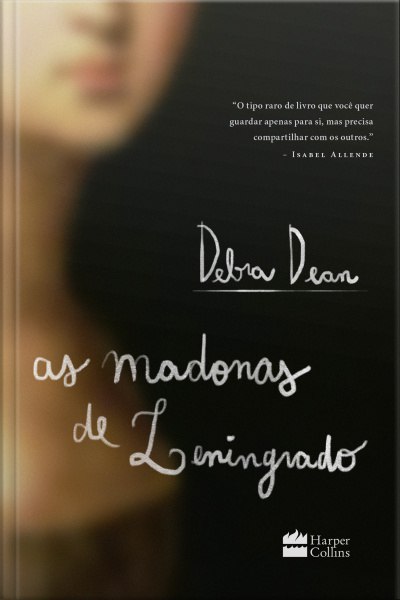 “O tipo raro de livro que você quer
guardar apenas para si, mas precisa
compartilhar com os outros.”
– Isabel Allende
Debra Dean
as madonas
de Leningrado
Harper
Collins